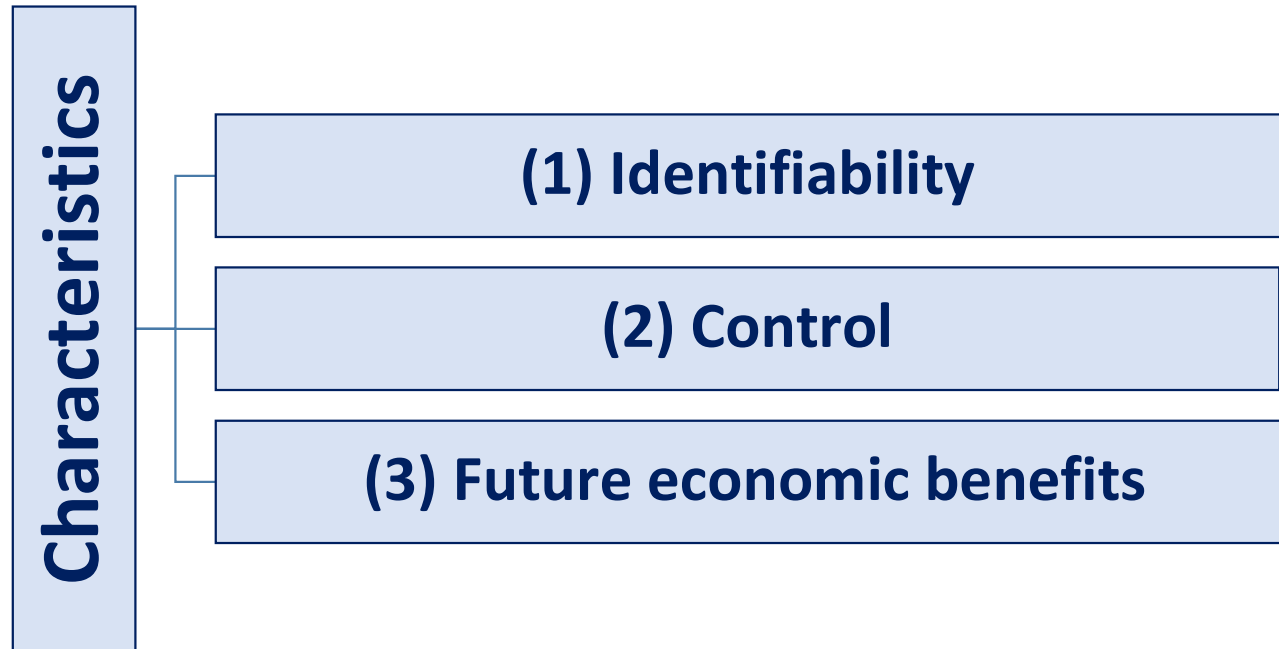 Characteristics
(1) Identifiability
(2) Control
(3) Future economic benefits